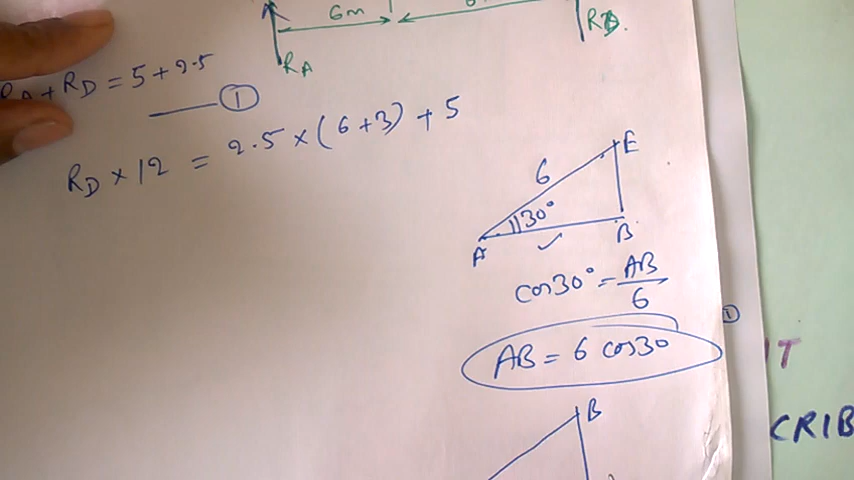 6m
RA
RD
RA + RD = 5 + 2.5
1
RD × 12 = 2.5 × (6+3) + 5
E
6
30°
A
B
cos30° = AB/6
AB = 6 cos30
B
1
IT
CRIB